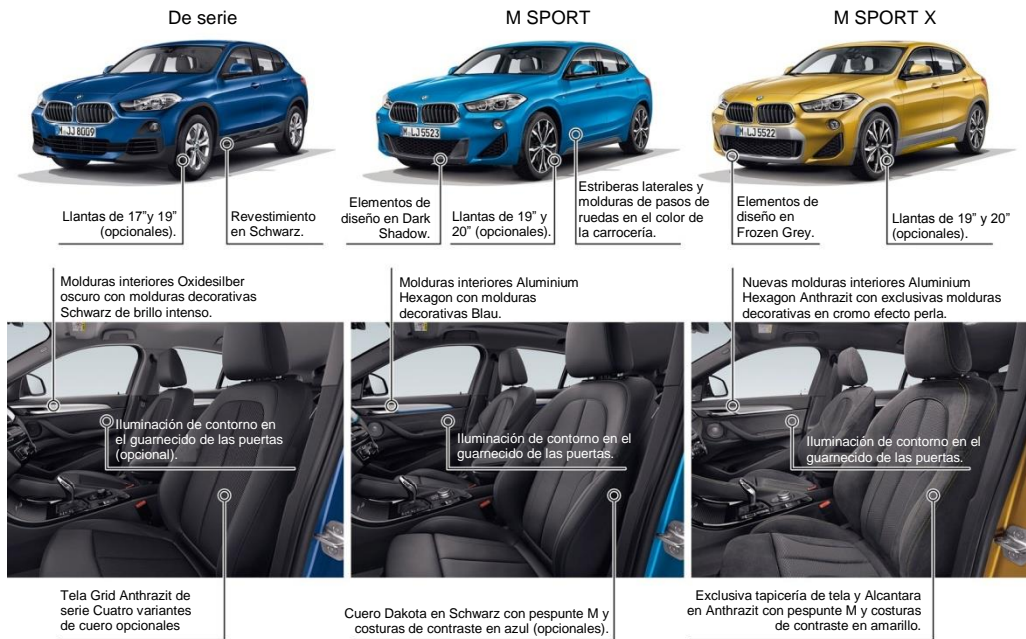 De serie
M SPORT
M SPORT X
M JJ 8009
M LJ 5523
M LJ 5522
Llantas de 17”y 19”
(opcionales).
Revestimiento
en Schwarz.
Elementos de
diseño en Dark
Shadow.
Llantas de 19” y
20” (opcionales).
Estriberas laterales y
molduras de pasos de
ruedas en el color de
la carrocería.
Elementos de
diseño en
Frozen Grey.
Llantas de 19” y 20”
(opcionales).
Molduras interiores Oxidesilber
oscuro con molduras decorativas
Schwarz de brillo intenso.
Molduras interiores Aluminium
Hexagon con molduras
decorativas Blau.
Nuevas molduras interiores Aluminium
Hexagon Anthrazit con exclusivas molduras
decorativas en cromo efecto perla.
Iluminación de contorno en
el guarnecido de las puertas
(opcional).
Iluminación de contorno en el
guarnecido de las puertas.
Iluminación de contorno en el
guarnecido de las puertas.
Tela Grid Anthrazit de
serie Cuatro variantes
de cuero opcionales
Cuero Dakota en Schwarz con pespunte M y
costuras de contraste en azul (opcionales).
Exclusiva tapicería de tela y Alcantara
en Anthrazit con pespunte M y costuras
de contraste en amarillo.